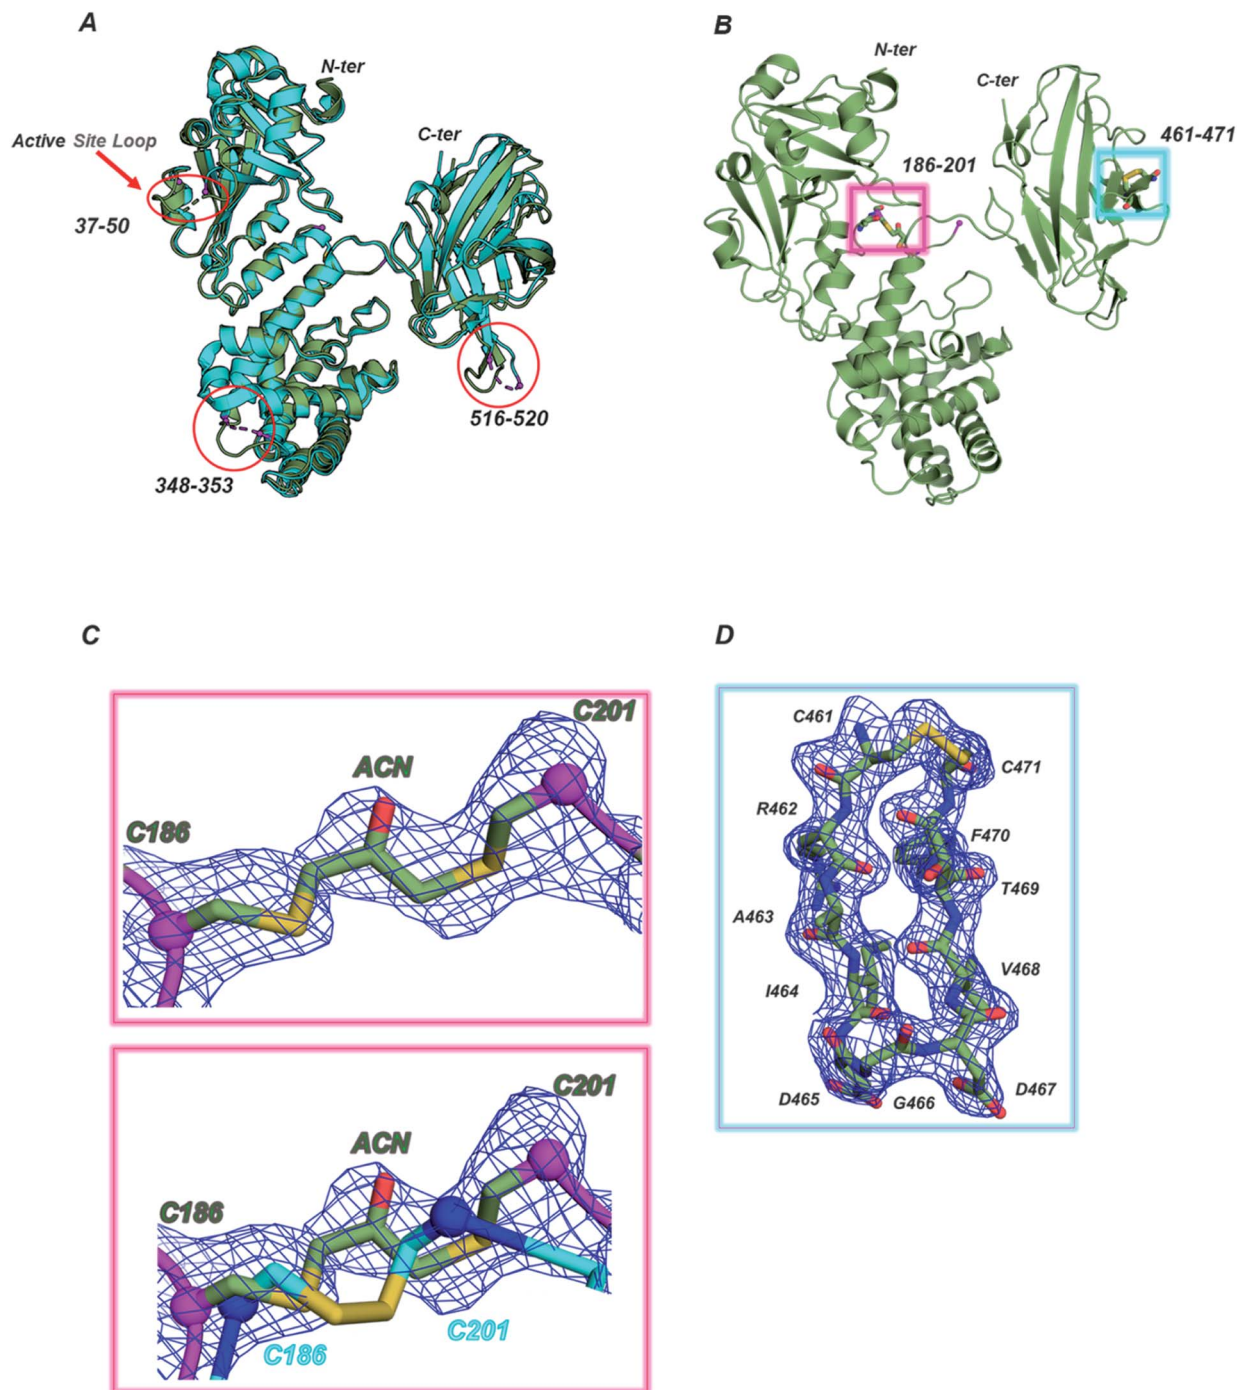 A
N-ter
C-ter
Active Site Loop
37-50
516-520
348-353
B
N-ter
C-ter
461-471
186-201
C
C201
ACN
C186
C201
ACN
C186
C201
C186
D
C461
C471
R462
F470
T469
A463
V468
I464
D467
D465
G466